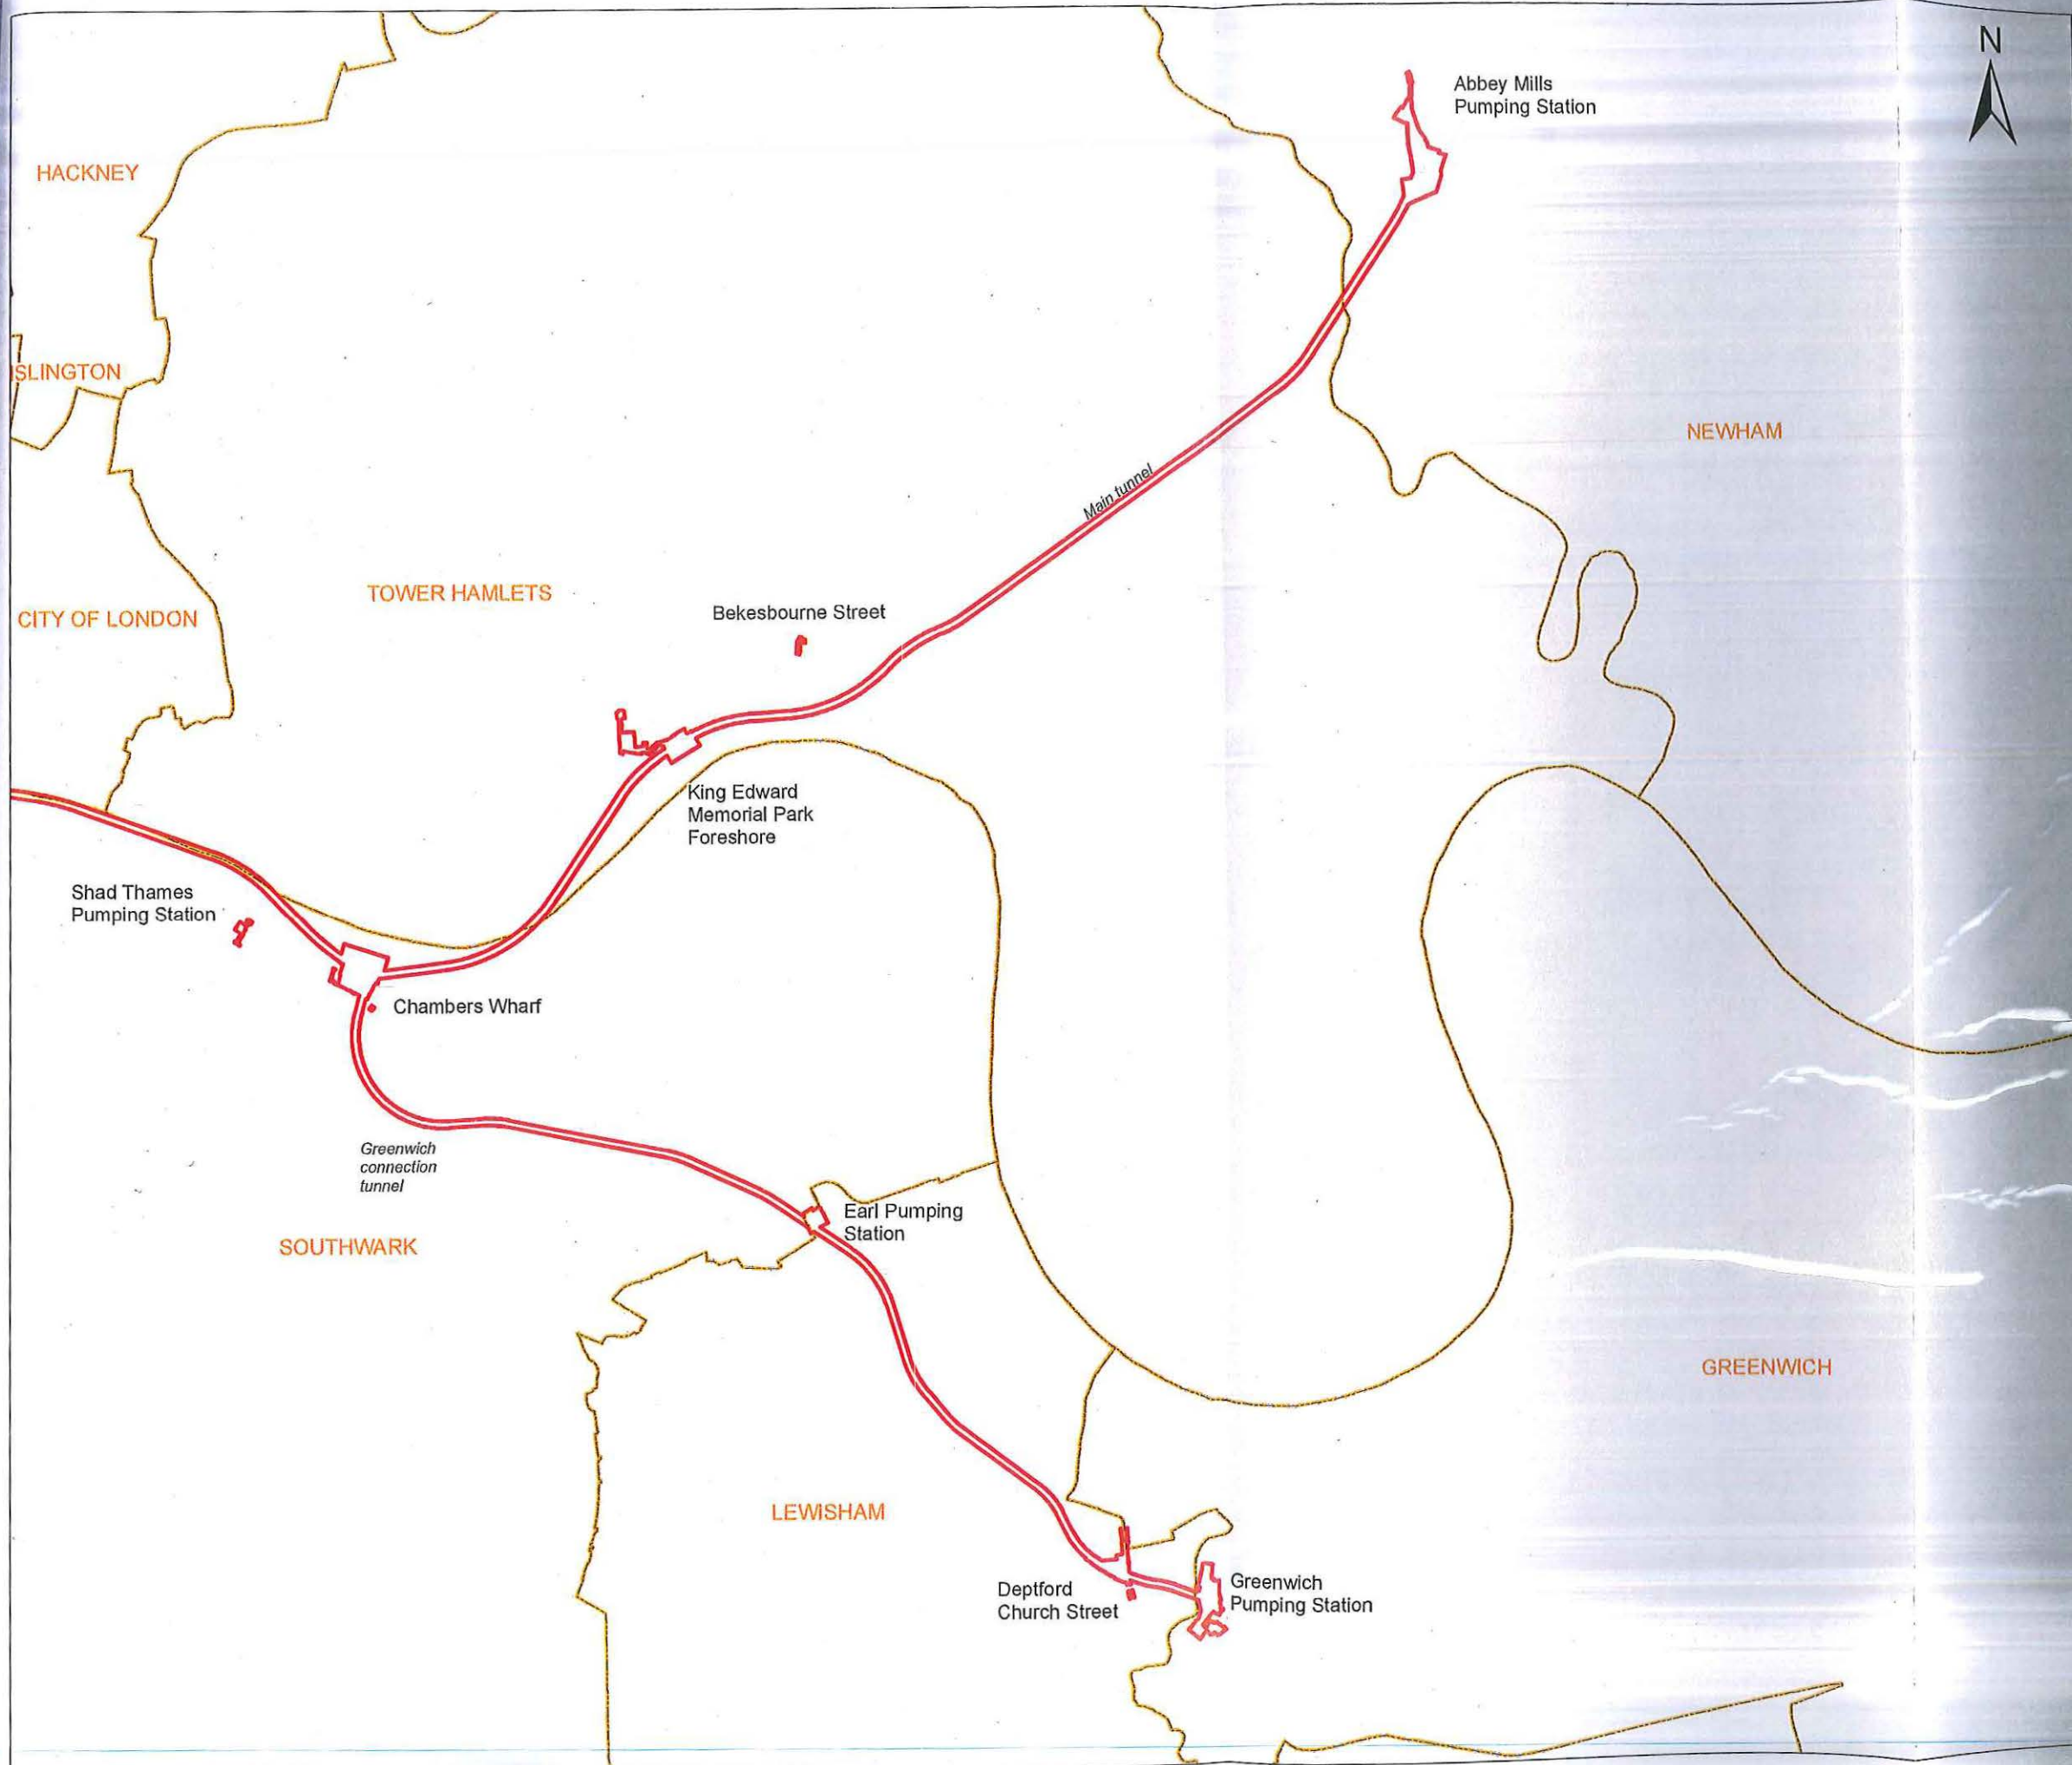 N
Abbey Mills
Pumping Station
HACKNEY
ISLINGTON
NEWHAM
Main tunnel
TOWER HAMLETS
CITY OF LONDON
Bekesbourne Street
King Edward
Memorial Park
Foreshore
Shad Thames
Pumping Station
Chambers Wharf
Greenwich
connection
tunnel
Earl Pumping
Station
SOUTHWARK
GREENWICH
LEWISHAM
Deptford
Church Street
Greenwich
Pumping Station